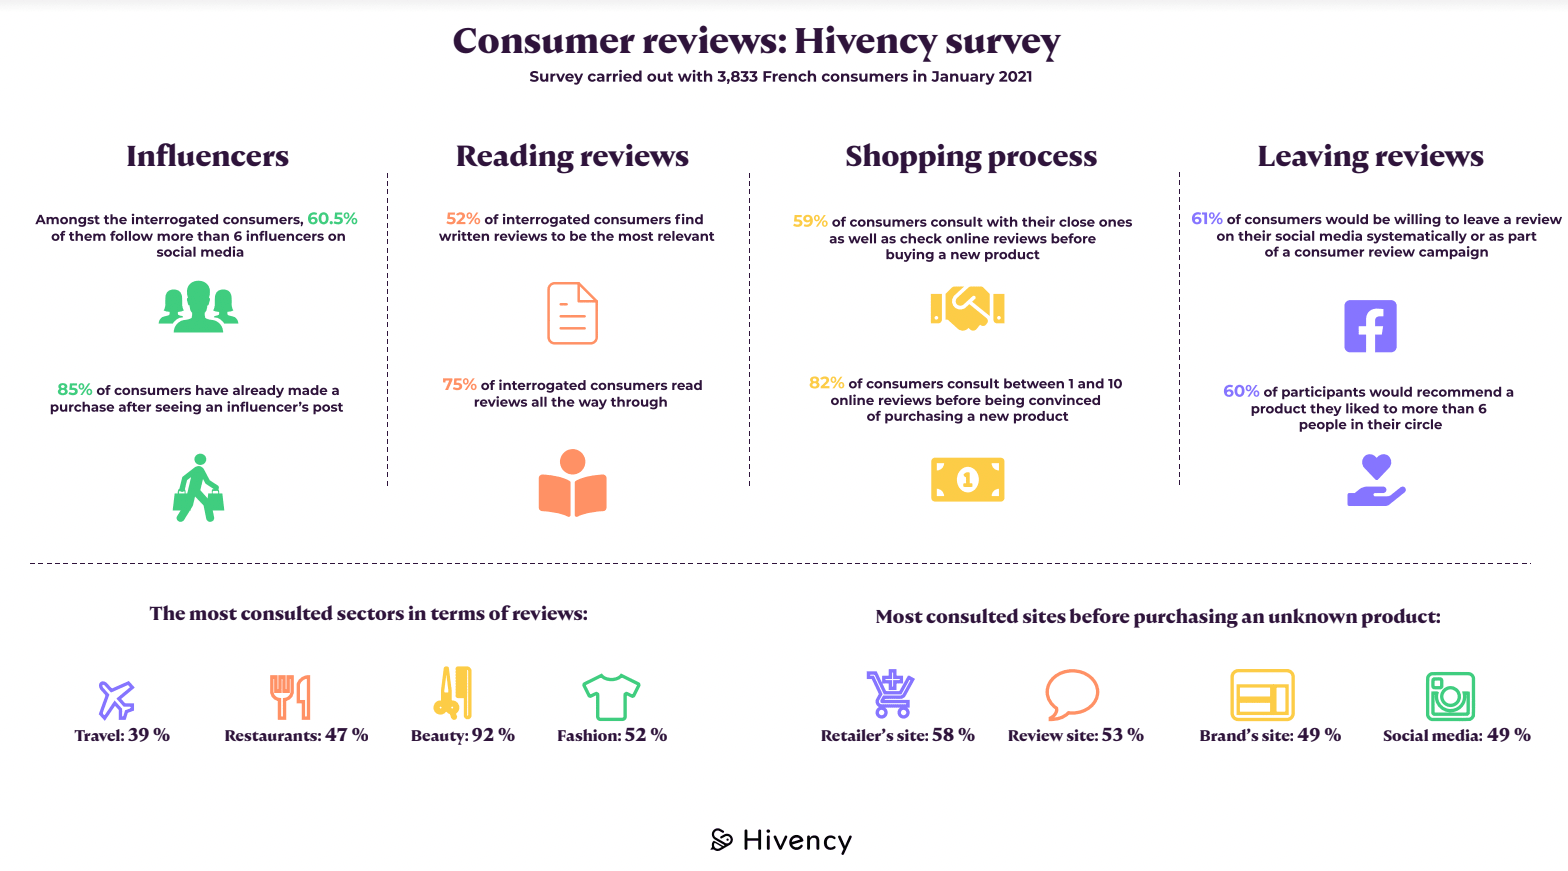 Consumer reviews: Hivency survey
Survey carried out with 3,833 French consumers in January 2021
Influencers
Amongst the interrogated consumers, 60.5%
of them follow more than 6 influencers on
social media
85% of consumers have already made a
purchase after seeing an influencer's post
Reading reviews
52% of interrogated consumers find
written reviews to be the most relevant
75% of interrogated consumers read
reviews all the way through
Shopping process
59% of consumers consult with their close ones
as well as check online reviews before
buying a new product
82% of consumers consult between 1 and 10
online reviews before being convinced
of purchasing a new product
1
Leaving reviews
61% of consumers would be willing to leave a review
on their social media systematically or as part
of a consumer review campaign
60% of participants would recommend a
product they liked to more than 6
people in their circle
The most consulted sectors in terms of reviews:
Travel: 39 %
Restaurants: 47 %
Beauty: 92 %
Fashion: 52 %
Most consulted sites before purchasing an unknown product:
Retailer's site: 58 %
Review site: 53 %
Brand's site: 49 %
Social media: 49 %
Hivency